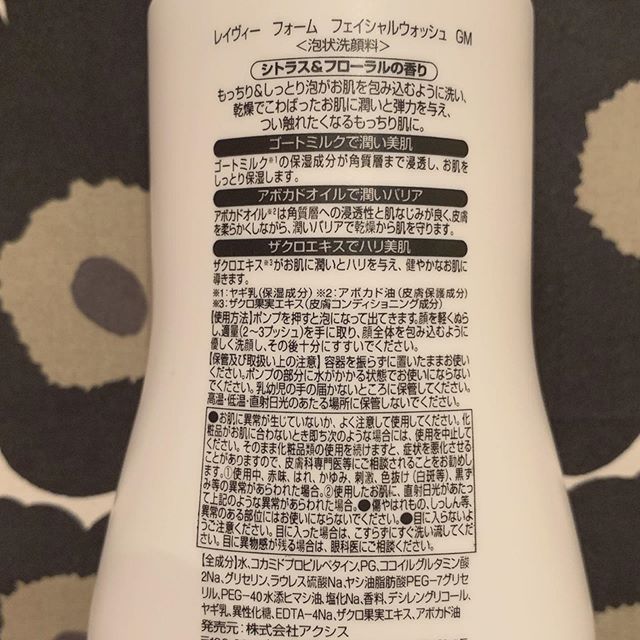 レイヴィー フォーム フェイシャルウォッシュ GM
<泡状洗顔料>
シトラス&フローラルの香り
もっちり&しっとり泡がお肌を包み込むように洗い、
乾燥でこわばったお肌に潤いと弾力を与え、
つい触れたくなるもっちり肌に。
ゴートミルクで潤い美肌
ゴートミルク※1の保湿成分が角質層まで浸透し、お肌を
しっとり保湿します。
アボカドオイルで潤いバリア
アボカドオイル※2は角質層への浸透性と肌なじみが良く、皮膚
を柔らかくしながら、潤いバリアで乾燥から肌を守ります。
ザクロエキスでハリ美肌
ザクロエキス※3がお肌に潤いとハリを与え、健やかなお肌に
導きます。
※1:ヤギ乳(保湿成分) ※2:アボカド油(皮膚保護成分)
※3:ザクロ果実エキス(皮膚コンディショニング成分)
【使用方法】ポンプを押すと泡になって出てきます。顔を軽くぬら
し、適量(2~3プッシュ)を手に取り、顔全体を包み込むように
優しく洗顔し、その後十分にすすいでください。
【保管及び取扱い上の注意】容器を振らずに置いたままお使い
ください。ポンプの部分に水がかかる状態でお使いにならない
でください。乳幼児の手の届かないところに保管してください。
高温・低温・直射日光のあたる場所に保管しないでください。
●お肌に異常が生じていないか、よく注意して使用してください。化
粧品がお肌に合わないとき即ち次のような場合には、使用を中止して
ください。そのまま化粧品類の使用を続けますと、症状を悪化させる
ことがありますので、皮膚科専門医等にご相談されることをお勧めし
ます。①使用中、赤味、はれ、かゆみ、刺激、色抜け(白斑等)、黒ず
み等の異常があらわれた場合。②使用したお肌に、直射日光があたっ
て上記のような異常があらわれた場合。●傷やはれもの、しっしん等、
異常のある部位にはお使いにならないでください。●目に入らないよ
うご注意ください。目に入った場合は、こすらずにすぐ洗い流してくだ
さい。目に異物感が残る場合は、眼科医にご相談ください。
【全成分】水、コカミドプロピルベタイン、PG、ココイルグルタミン酸
2Na、グリセリン、ラウレス硫酸Na、ヤシ油脂肪酸PEG-7グリセ
リル、PEG-40水添ヒマシ油、塩化Na、香料、デシレングリコール、
ヤギ乳、異性化糖、EDTA-4Na、ザクロ果実エキス、アボカド油
発売元:株式会社アクシス